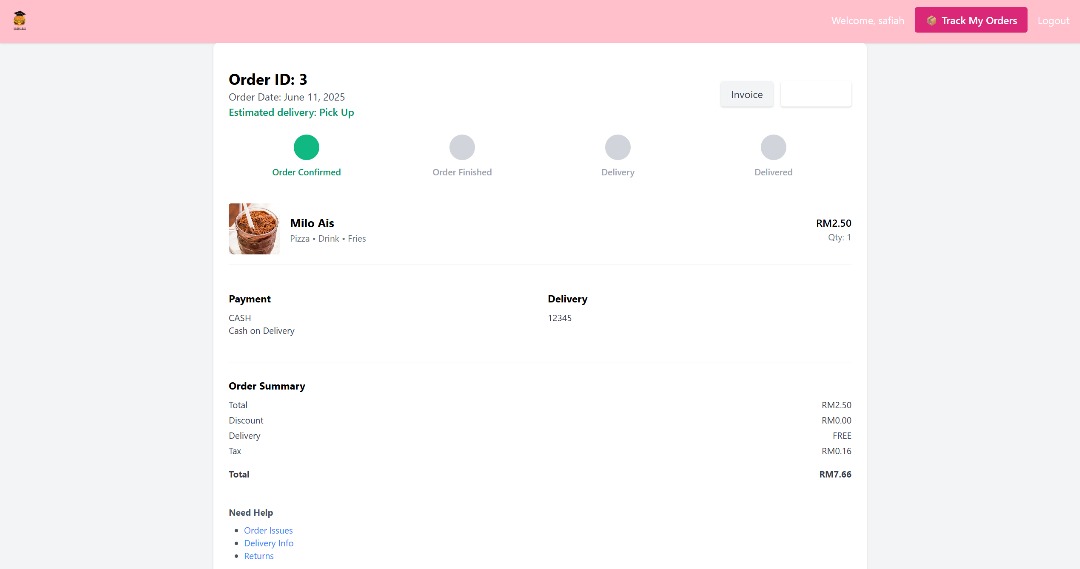 Welcome, safiah
📦 Track My Orders
Logout
Order ID: 3
Order Date: June 11, 2025
Estimated delivery: Pick Up
Invoice
Order Confirmed
Order Finished
Delivery
Delivered
Milo Ais
RM2.50
Pizza • Drink • Fries
Qty: 1
Payment
Delivery
CASH
12345
Cash on Delivery
Order Summary
Total RM2.50
Discount RM0.00
Delivery FREE
Tax RM0.16
Total RM7.66
Need Help
• Order Issues
• Delivery Info
• Returns